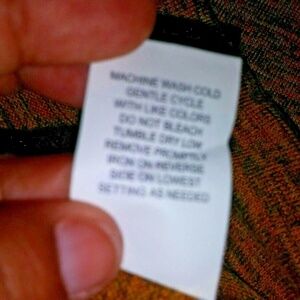 MACHINE WASH COLD
GENTLE CYCLE
WITH LIKE COLORS
DO NOT BLEACH
TUMBLE DRY LOW
REMOVE PROMPTLY
IRON ON REVERSE
SIDE ON LOWEST
SETTING AS NEEDED